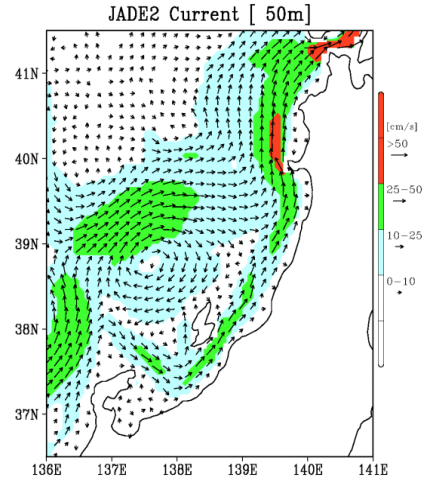 JADE2 Current [ 50m]
41N
40N
39N
38N
37N
136E 137E 138E 139E 140E 141E
[cm/s]
>50
25-50
10-25
0-10